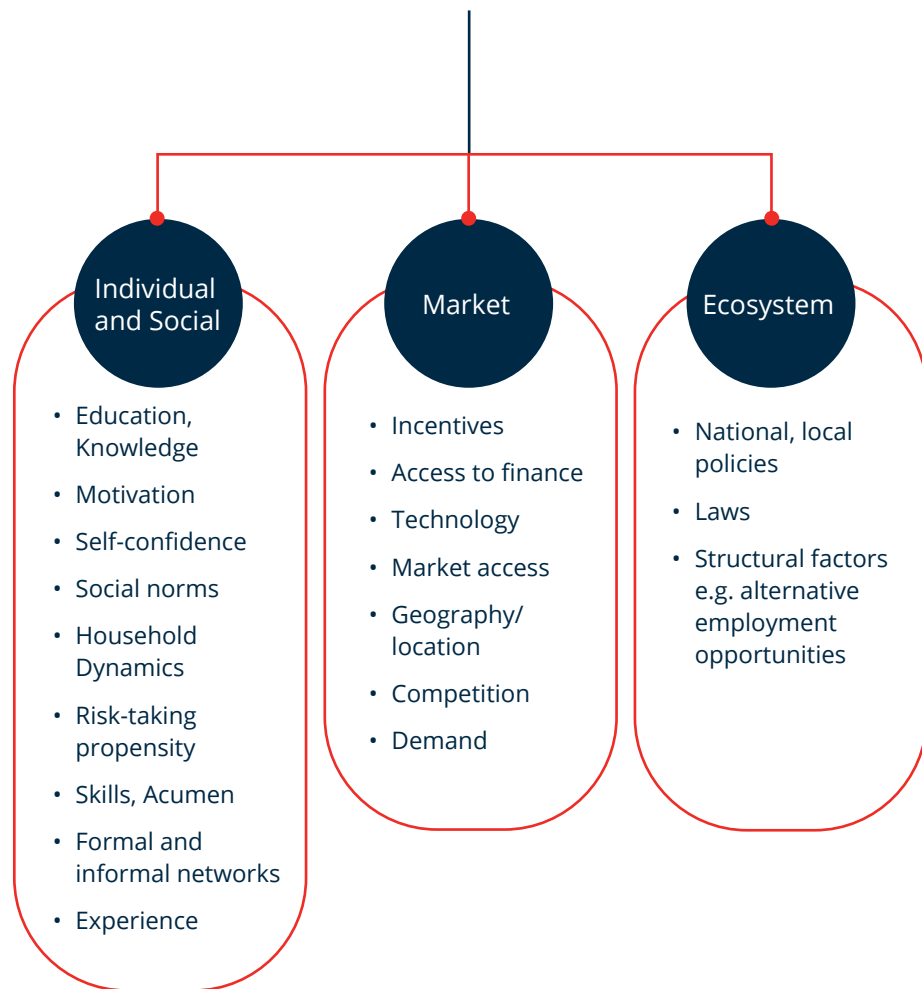 Individual
and Social
• Education,
Knowledge
• Motivation
• Self-confidence
• Social norms
• Household
Dynamics
• Risk-taking
propensity
• Skills, Acumen
• Formal and
informal networks
• Experience
Market
• Incentives
• Access to finance
• Technology
• Market access
• Geography/
location
• Competition
• Demand
Ecosystem
• National, local
policies
• Laws
• Structural factors
e.g. alternative
employment
opportunities